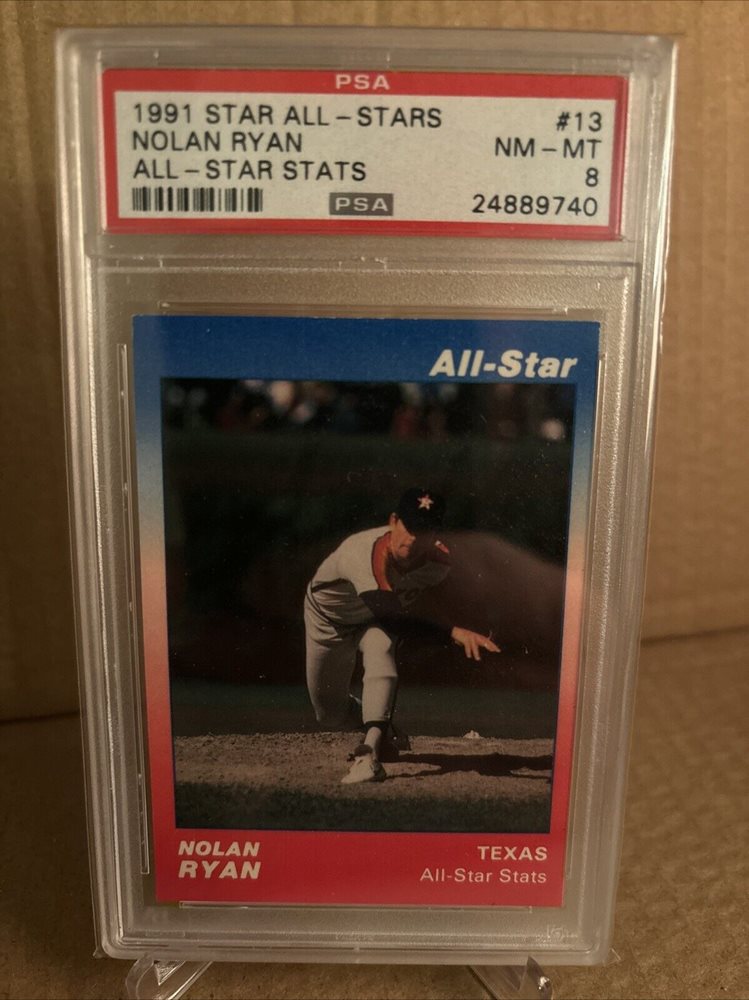 PSA
1991 STAR ALL-STARS #13
NOLAN RYAN NM-MT
ALL-STAR STATS 8
PSA 24889740
All-Star
NOLAN TEXAS
RYAN All-Star Stats